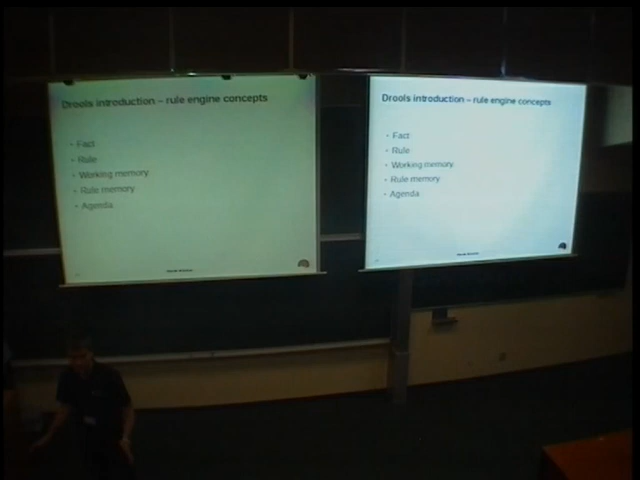 Drools introduction – rule engine concepts
Fact
Rule
Working memory
Rule memory
Agenda
Drools introduction – rule engine concepts
Fact
Rule
Working memory
Rule memory
Agenda